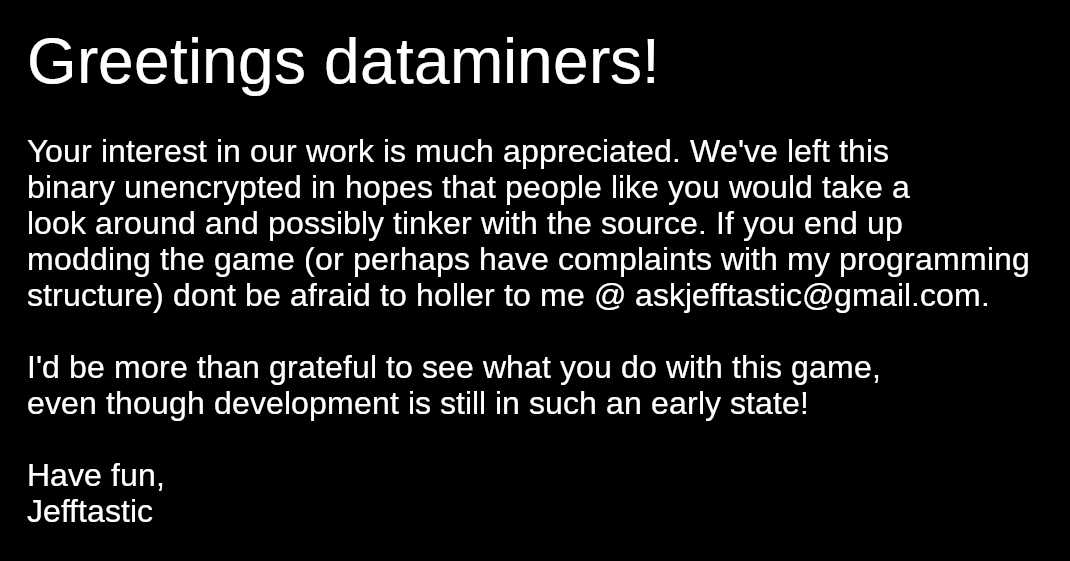 Greetings dataminers!
Your interest in our work is much appreciated. We've left this
binary unencrypted in hopes that people like you would take a
look around and possibly tinker with the source. If you end up
modding the game (or perhaps have complaints with my programming
structure) dont be afraid to holler to me @ askjefftastic@gmail.com.
I'd be more than grateful to see what you do with this game,
even though development is still in such an early state!
Have fun,
Jefftastic